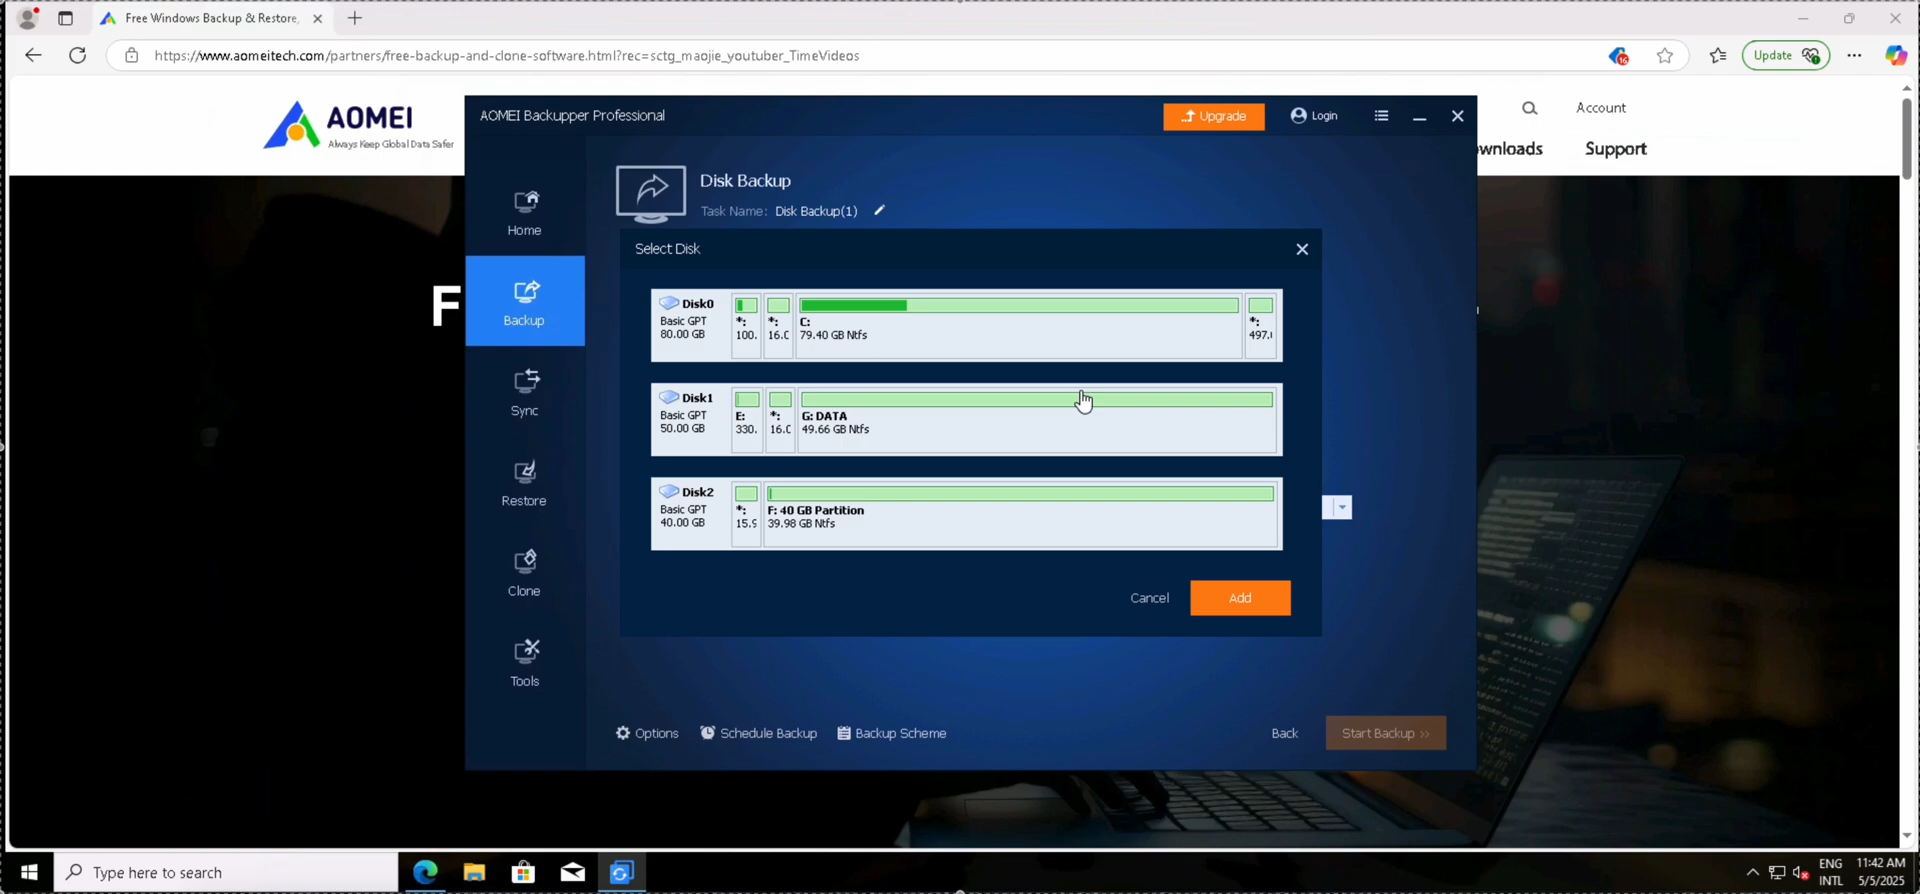 Free Windows Backup & Restore,
https://www.aomeitech.com/partners/free-backup-and-clone-software.html?rec=sctg_maojie_youtuber_TimeVideos
16
Update
AOMEI
Always Keep Global Data Safer
Account
wnloads
Support
F
AOMEI Backupper Professional
Upgrade
Login
Home
Backup
Sync
Restore
Clone
Tools
Disk Backup
Task Name: Disk Backup(1)
Select Disk
Disk0
Basic GPT
80.00 GB
*:
100.
*:
16.0
C:
79.40 GB Ntfs
*:
497.
Disk1
Basic GPT
50.00 GB
E:
330.
*:
16.0
G: DATA
49.66 GB Ntfs
Disk2
Basic GPT
40.00 GB
*:
15.9
F: 40 GB Partition
39.98 GB Ntfs
Cancel
Add
Options
Schedule Backup
Backup Scheme
Back
Start Backup >>
Type here to search
ENG
INTL
11:42 AM
5/5/2025